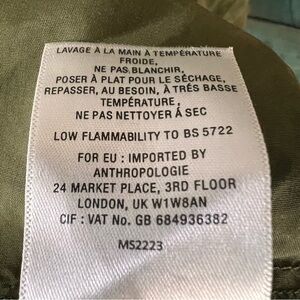 LAVAGE À LA MAIN À TEMPÉRATURE
FROIDE,
NE PAS BLANCHIR,
POSER À PLAT POUR LE SÉCHAGE,
REPASSER, AU BESOIN, À TRÈS BASSE
TEMPÉRATURE,
NE PAS NETTOYER Á SEC
LOW FLAMMABILITY TO BS 5722
FOR EU : IMPORTED BY
ANTHROPOLOGIE
24 MARKET PLACE, 3RD FLOOR
LONDON, UK W1W8AN
CIF : VAT No. GB 684936382
MS2223